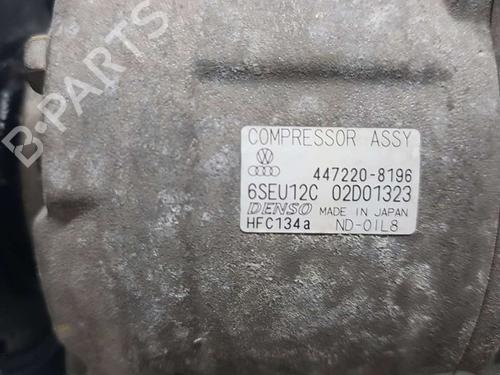 B-PARTS
COMPRESSOR ASSY
447220-8196
6SEU12C 02D01323
DENSO MADE IN JAPAN
HFC134a ND-OIL8